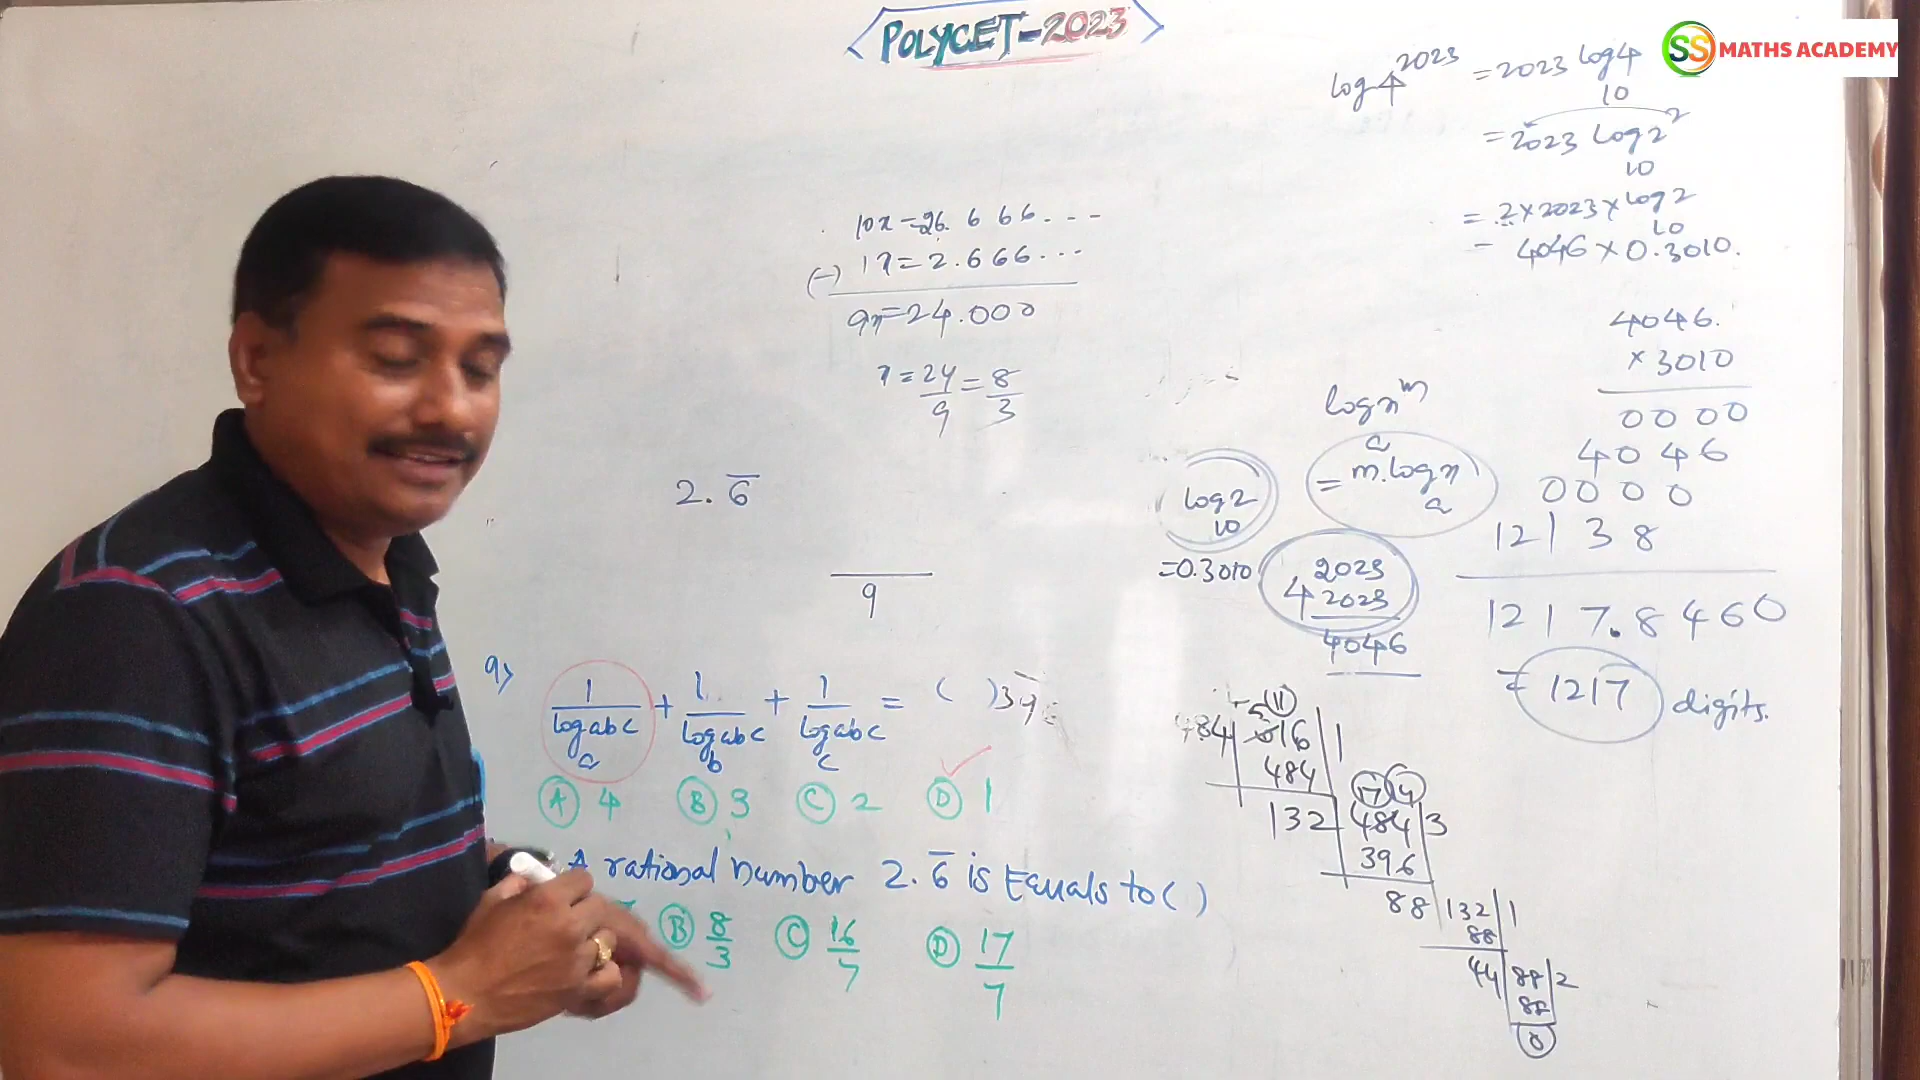 POLYCET-2023
SS MATHS ACADEMY
log 4^2023 = 2023 log 4
10
= 2023 log 2^2
10
= 2×2023×log 2
10
- 4046×0.3010.
10x = 26.666...
1x = 2.666...
(-)
9x = 24.000
x = 24/9 = 8/3
2.6̅
9
4046.
×3010
0000
4046
0000
12138
1217.8460
= 1217 digits.
log x^m
a
= m.log x
a
log 2
10
=0.3010
4 2023
2023
4046
9)
1/log_a abc + 1/log_b abc + 1/log_c abc = ( )
(A) 4 (B) 3 (C) 2 (D) 1
A rational number 2.6̅ is Equals to ( )
(B) 8/3 (C) 16/7 (D) 17/7
11
484 616 1
484
17 4
132 484 3
396
88 132 1
88
44 88 2
88
0